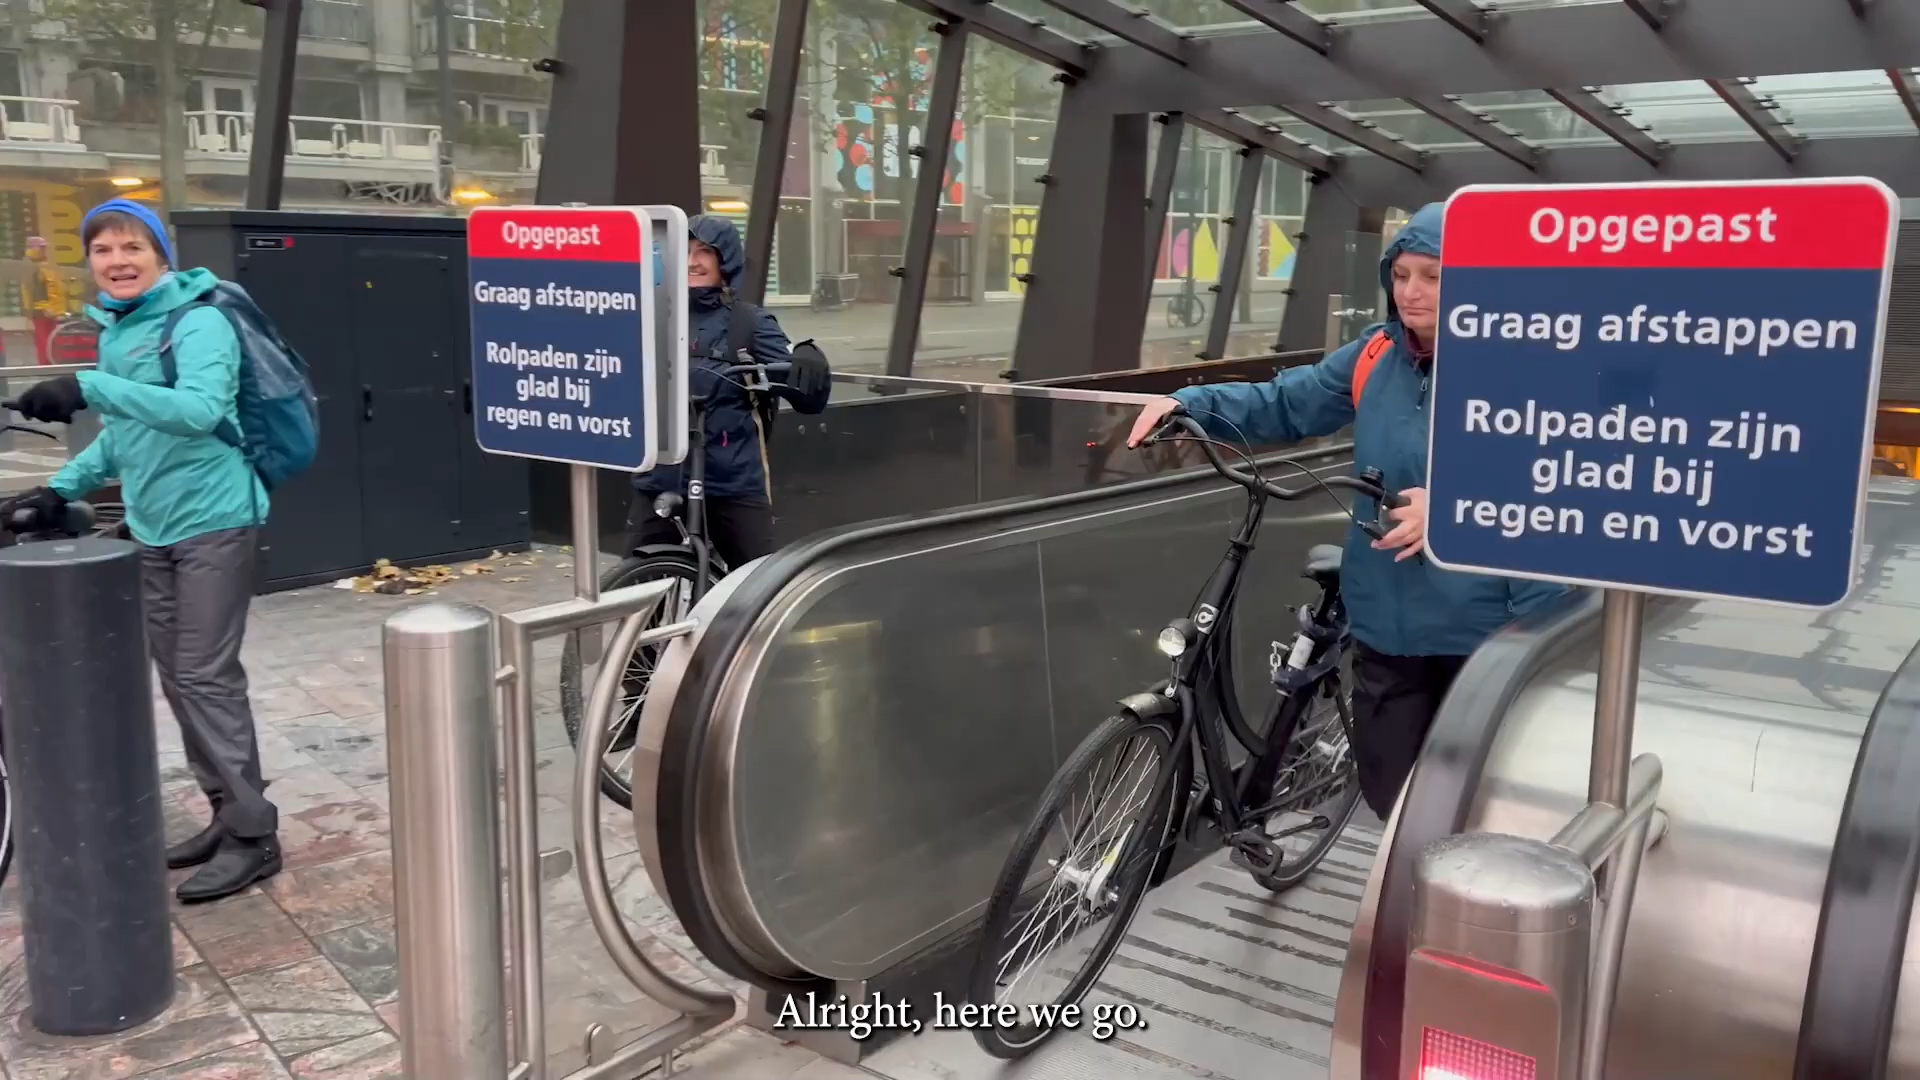 Opgepast
Graag afstappen
Rolpaden zijn
glad bij
regen en vorst
Opgepast
Graag afstappen
Rolpaden zijn
glad bij
regen en vorst
Alright, here we go.